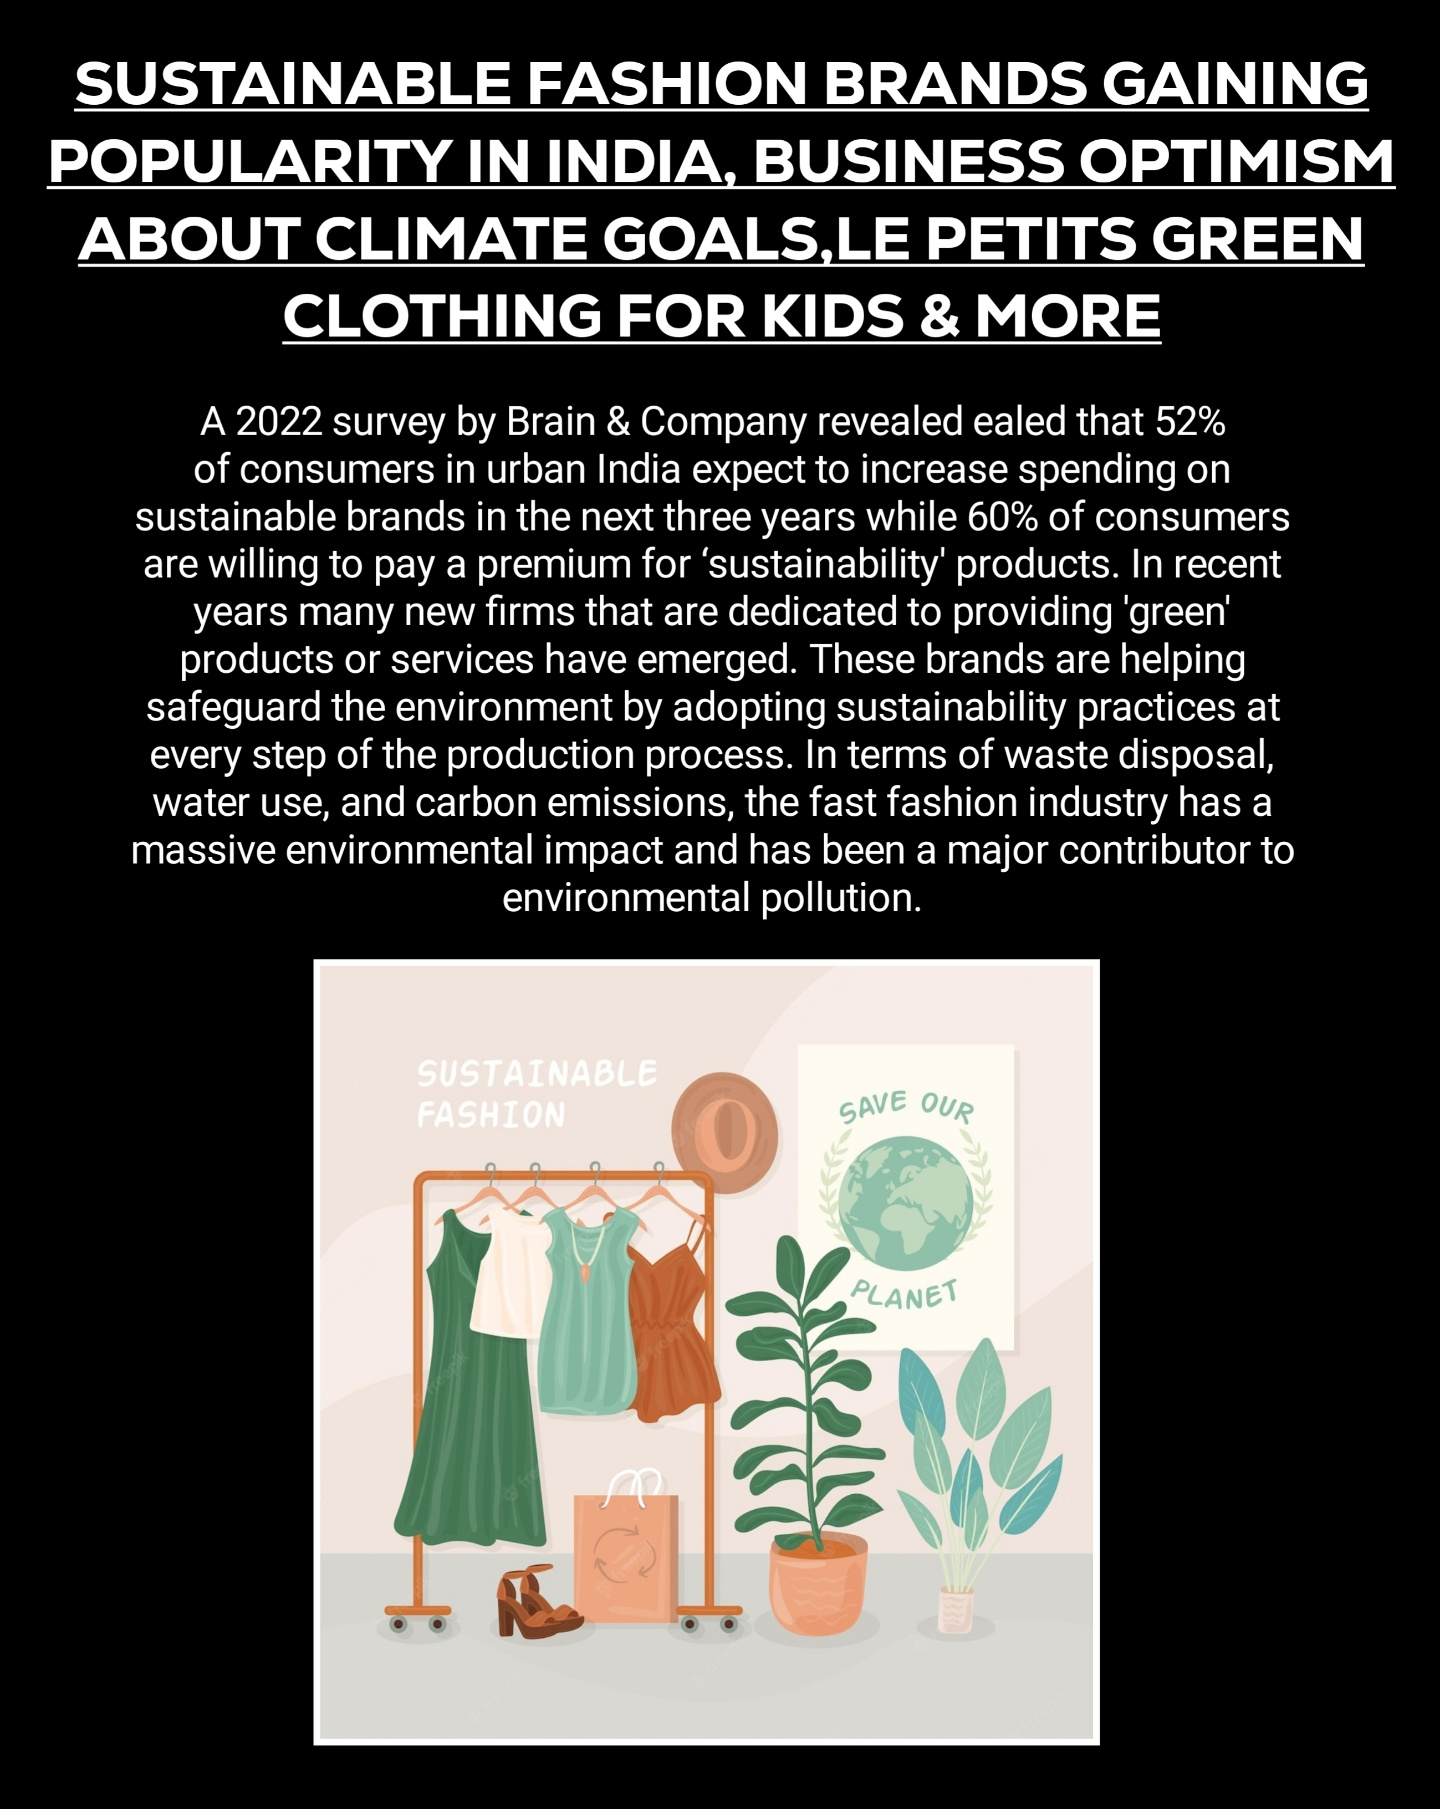 SUSTAINABLE FASHION BRANDS GAINING
POPULARITY IN INDIA, BUSINESS OPTIMISM
ABOUT CLIMATE GOALS,LE PETITS GREEN
CLOTHING FOR KIDS & MORE
A 2022 survey by Brain & Company revealed ealed that 52%
of consumers in urban India expect to increase spending on
sustainable brands in the next three years while 60% of consumers
are willing to pay a premium for ‘sustainability' products. In recent
years many new firms that are dedicated to providing 'green'
products or services have emerged. These brands are helping
safeguard the environment by adopting sustainability practices at
every step of the production process. In terms of waste disposal,
water use, and carbon emissions, the fast fashion industry has a
massive environmental impact and has been a major contributor to
environmental pollution.
SUSTAINABLE
FASHION
SAVE OUR
PLANET